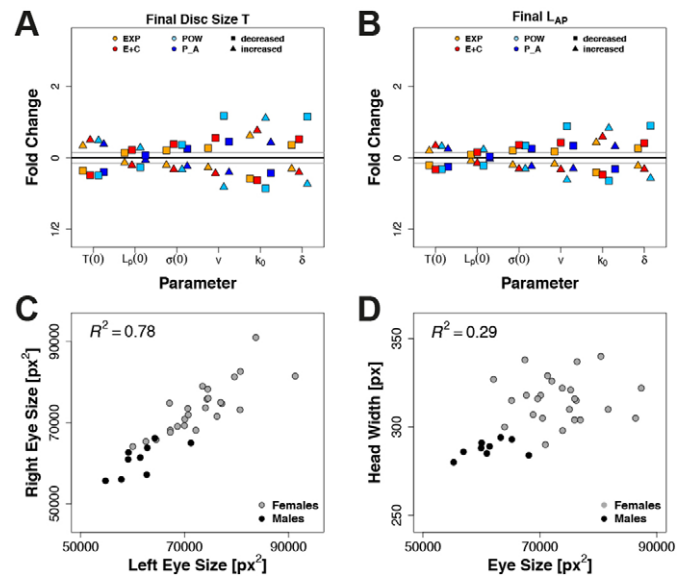 A
Final Disc Size T
EXP POW decreased
E+C P_A increased
Fold Change
2
0
1/2
T(0) Lp(0) σ(0) v k0 δ
Parameter
B
Final LAP
EXP POW decreased
E+C P_A increased
Fold Change
2
0
1/2
T(0) Lp(0) σ(0) v k0 δ
Parameter
C
R² = 0.78
Right Eye Size [px²]
90000
70000
50000
Females
Males
50000 70000 90000
Left Eye Size [px²]
D
R² = 0.29
Head Width [px]
350
300
250
Females
Males
50000 70000 90000
Eye Size [px²]